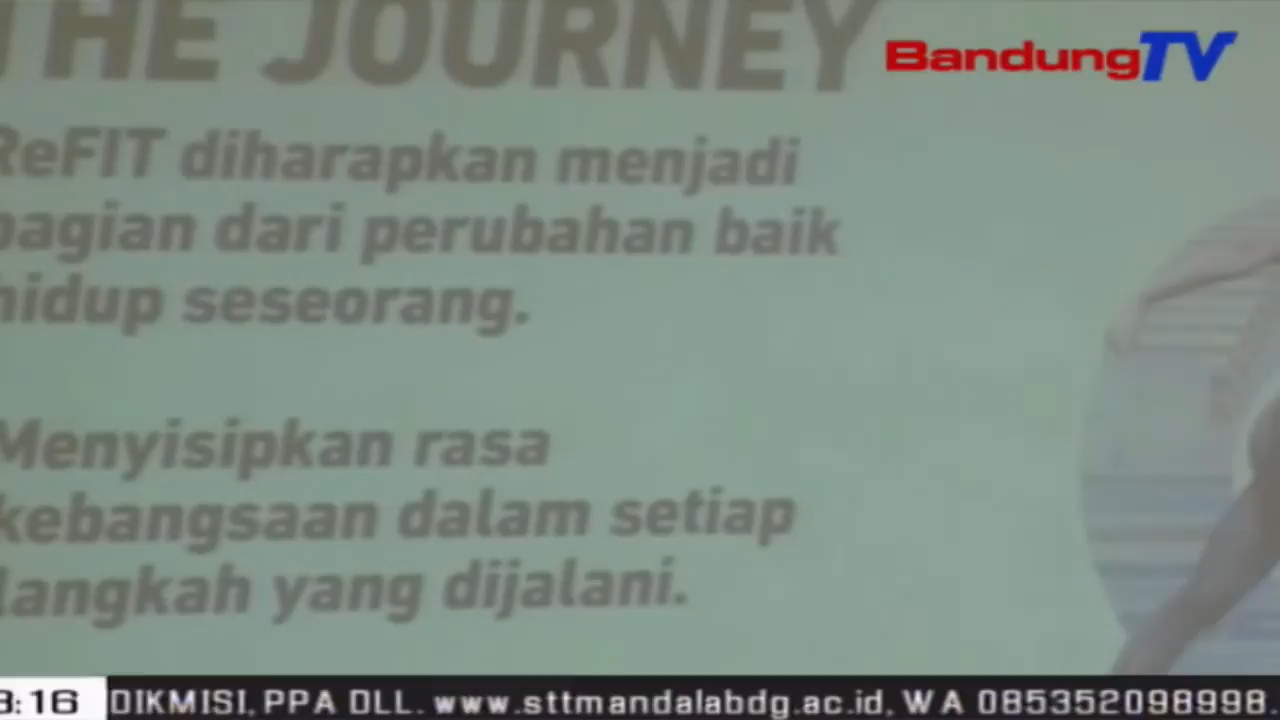 THE JOURNEY
BandungTV
ReFIT diharapkan menjadi
bagian dari perubahan baik
hidup seseorang.
Menyisipkan rasa
kebangsaan dalam setiap
langkah yang dijalani.
:16 DIKMISI, PPA DLL. www.sttmandalabdg.ac.id, WA 085352098998.